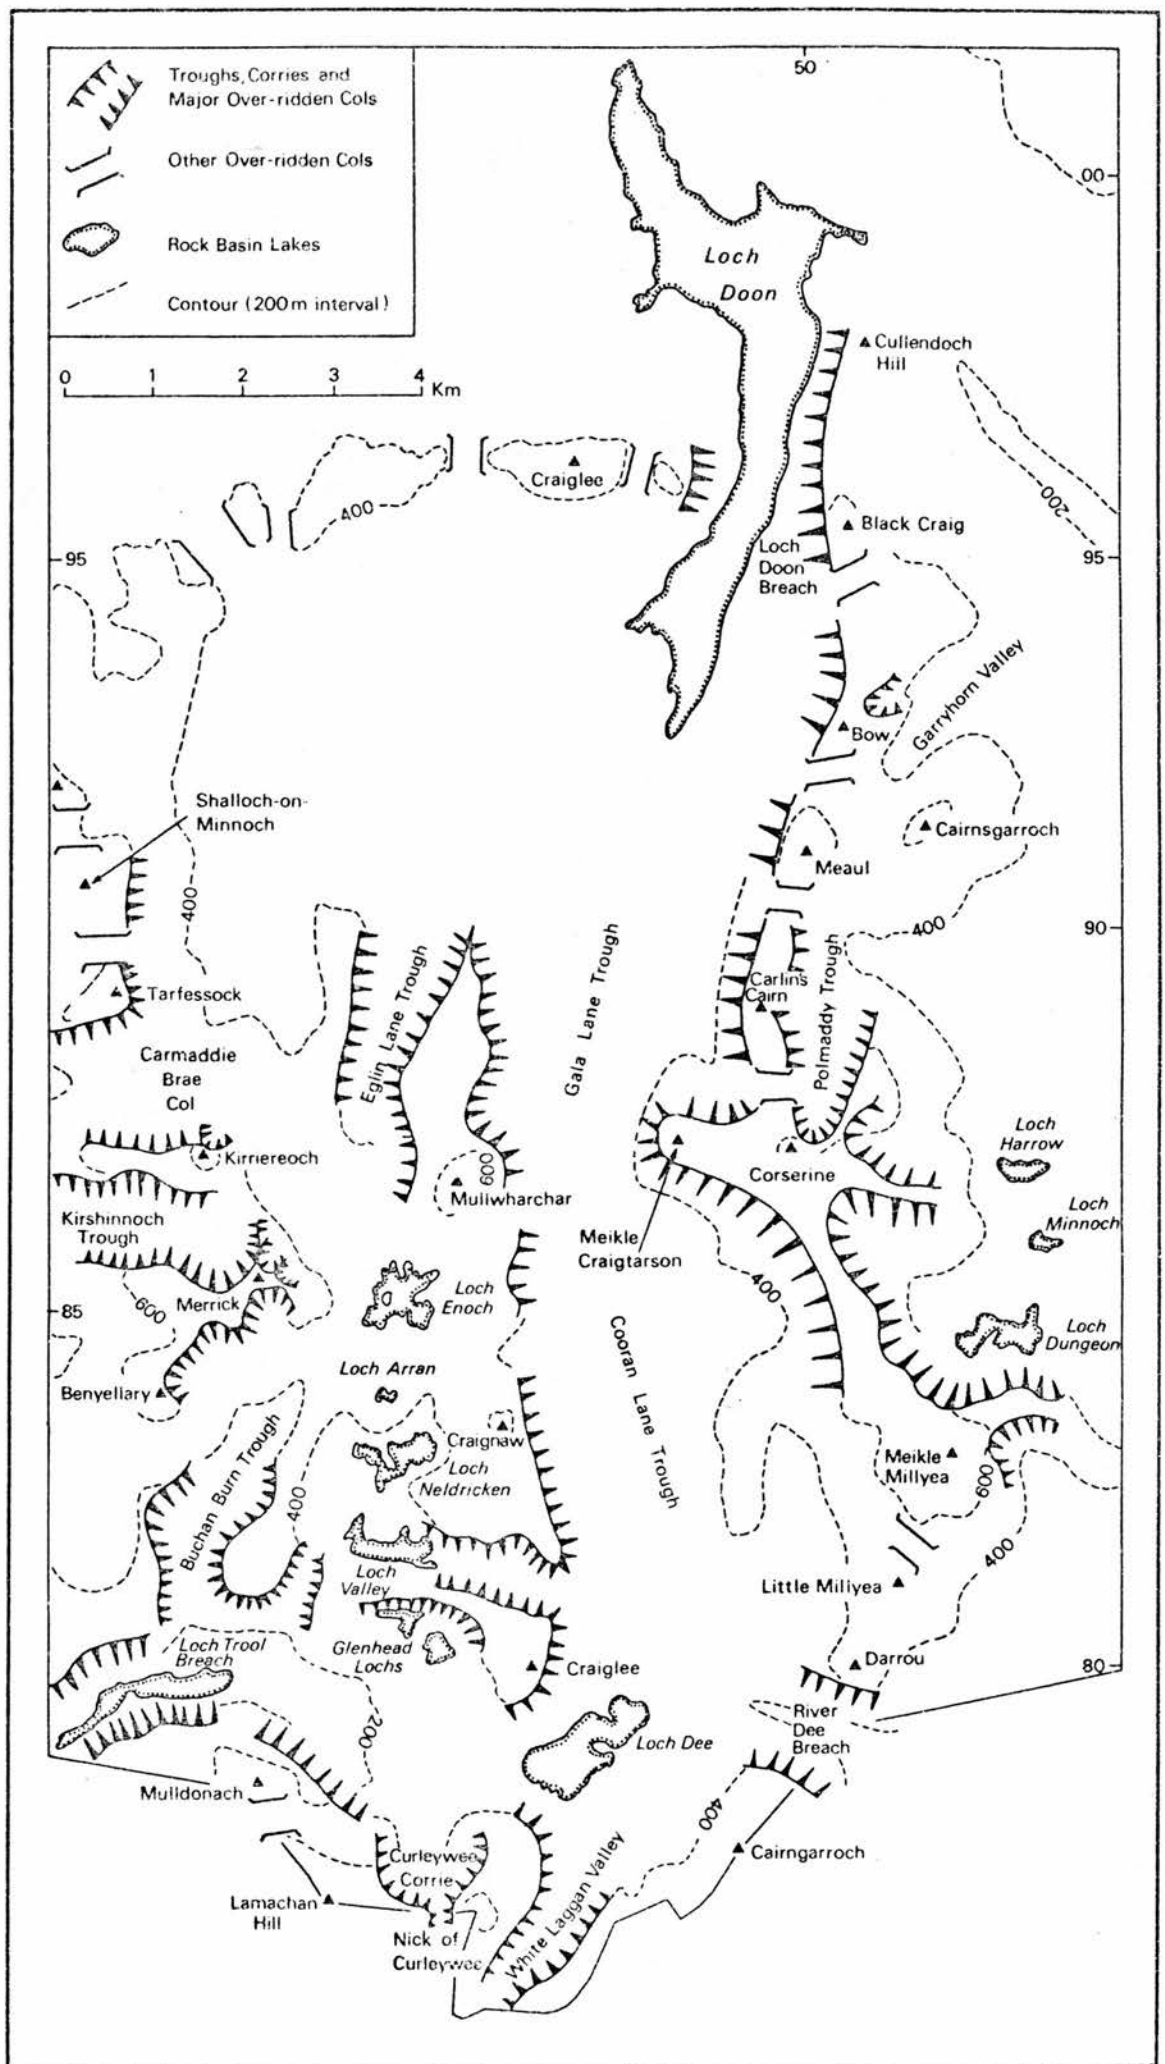 Troughs, Corries and
Major Over-ridden Cols
Other Over-ridden Cols
Rock Basin Lakes
Contour (200m interval)
0 1 2 3 4 Km
50
00
Loch
Doon
Cullendoch
Hill
Craiglee
400
200
Black Craig
95
95
Loch
Doon
Breach
Garryhorn Valley
Bow
Shalloch-on-
Minnoch
Cairnsgarroch
Meaul
400
400
90
Tarfessock
Eglin Lane Trough
Gala Lane Trough
Carlin's
Cairn
Polmaddy Trough
Carmaddie
Brae
Col
Kirriereoch
600
Mullwharchar
Corserine
Loch
Harrow
Loch
Minnoch
Kirshinnoch
Trough
Meikle
Craigtarson
400
600
Merrick
85
Loch
Enoch
Loch
Dungeon
Cooran Lane Trough
Loch Arran
Benyellary
Buchan Burn Trough
400
Craignaw
Loch
Neldricken
Meikle
Millyea
600
400
Loch
Valley
Little Millyea
Loch Trool
Breach
Glenhead
Lochs
Craiglee
Darrou
80
200
River
Dee
Breach
Loch Dee
Mulldonach
400
Cairngarroch
Curleywee
Corrie
Lamachan
Hill
White Laggan Valley
Nick of
Curleywee